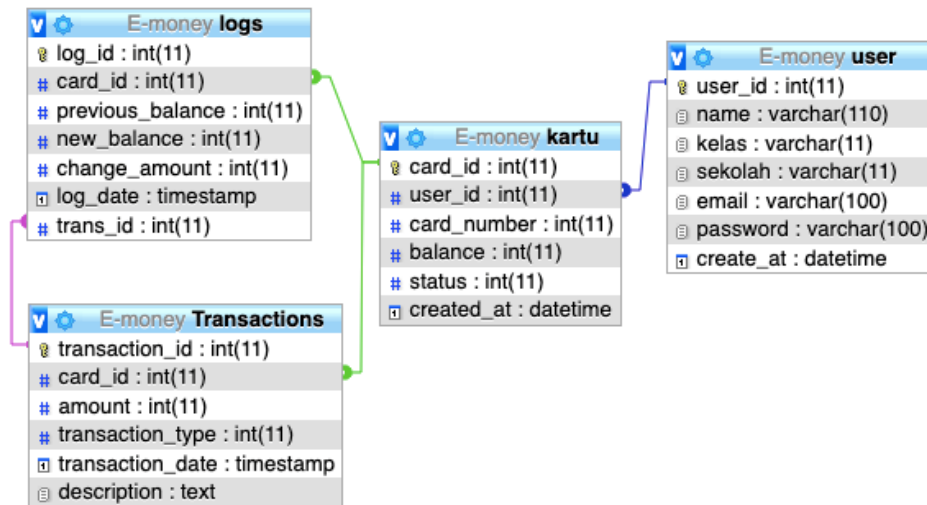 E-money logs
log_id : int(11)
card_id : int(11)
previous_balance : int(11)
new_balance : int(11)
change_amount : int(11)
log_date : timestamp
trans_id : int(11)
E-money Transactions
transaction_id : int(11)
card_id : int(11)
amount : int(11)
transaction_type : int(11)
transaction_date : timestamp
description : text
E-money kartu
card_id : int(11)
user_id : int(11)
card_number : int(11)
balance : int(11)
status : int(11)
created_at : datetime
E-money user
user_id : int(11)
name : varchar(110)
kelas : varchar(11)
sekolah : varchar(11)
email : varchar(100)
password : varchar(100)
create_at : datetime